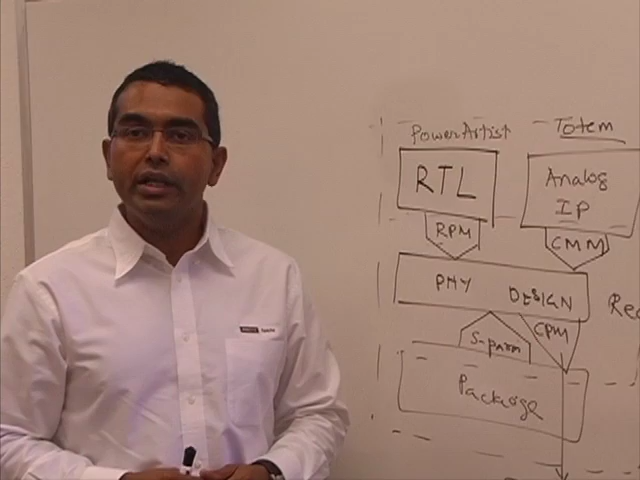 PowerArtist
Totem
RTL
Analog
IP
RPM
CMM
PHY DESIGN
S-param
CPM
Package